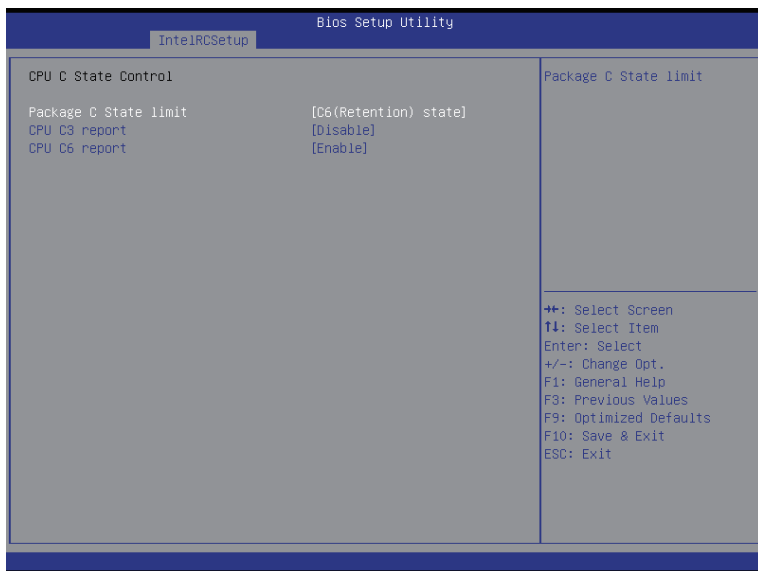 Bios Setup Utility
IntelRCSetup
CPU C State Control
Package C State limit [C6(Retention) state]
CPU C3 report [Disable]
CPU C6 report [Enable]
Package C State limit
→←: Select Screen
↑↓: Select Item
Enter: Select
+/-: Change Opt.
F1: General Help
F3: Previous Values
F9: Optimized Defaults
F10: Save & Exit
ESC: Exit